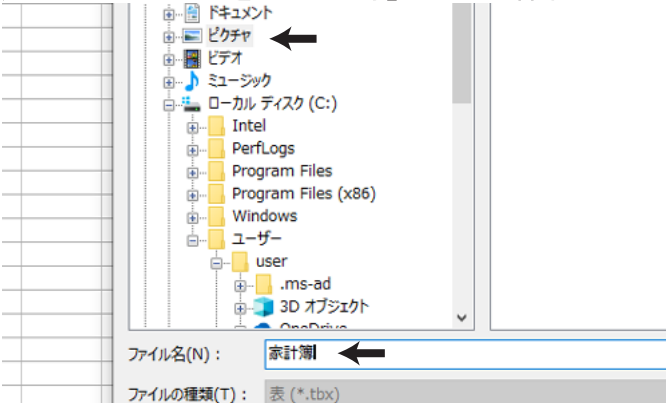 ドキュメント
ピクチャ
ビデオ
ミュージック
ローカル ディスク (C:)
Intel
PerfLogs
Program Files
Program Files (x86)
Windows
ユーザー
user
.ms-ad
3D オブジェクト
OneDrive
ファイル名(N)：
家計簿
ファイルの種類(T)：
表 (*.tbx)